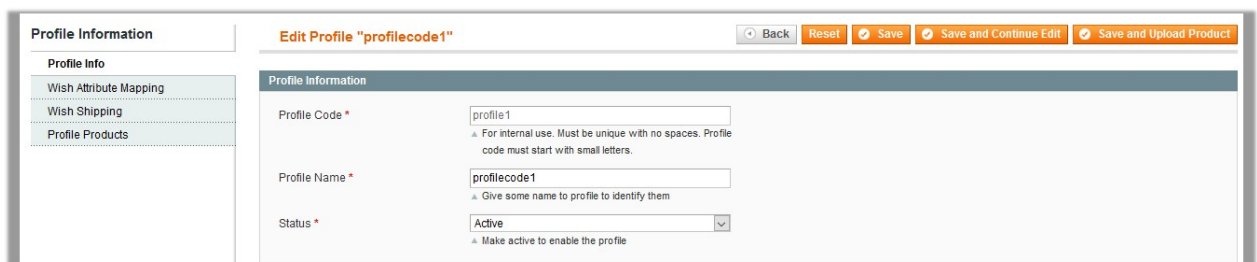 Profile Information
Edit Profile "profilecode1"
Back Reset Save Save and Continue Edit Save and Upload Product
Profile Info
Wish Attribute Mapping
Wish Shipping
Profile Products
Profile Information
Profile Code *
profile1
For internal use. Must be unique with no spaces. Profile
code must start with small letters.
Profile Name *
profilecode1
Give some name to profile to identify them
Status *
Active
Make active to enable the profile